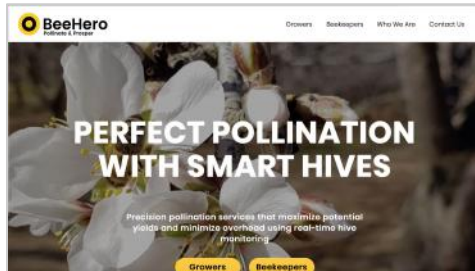 BeeHero
Pollinate & Prosper
Growers Beekeepers Who We Are Contact Us
PERFECT POLLINATION
WITH SMART HIVES
Precision pollination services that maximize potential
yields and minimize overhead using real-time hive
monitoring
Growers Beekeepers